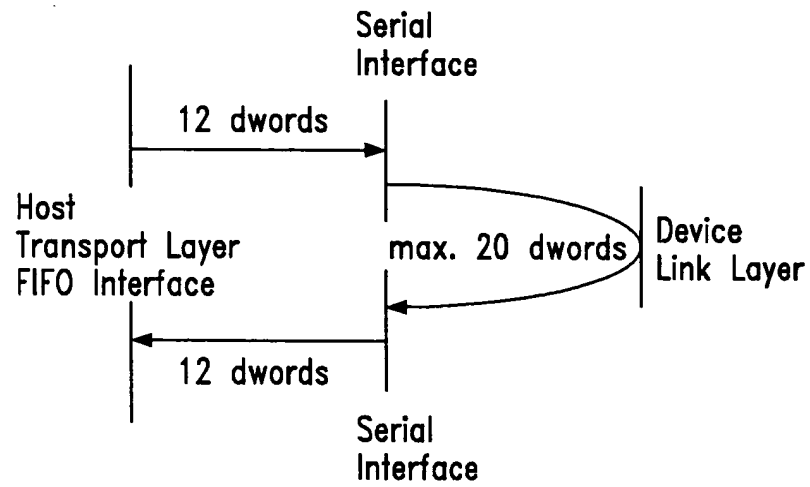 Serial
Interface
12 dwords
Host
Transport Layer
FIFO Interface
max. 20 dwords
Device
Link Layer
12 dwords
Serial
Interface